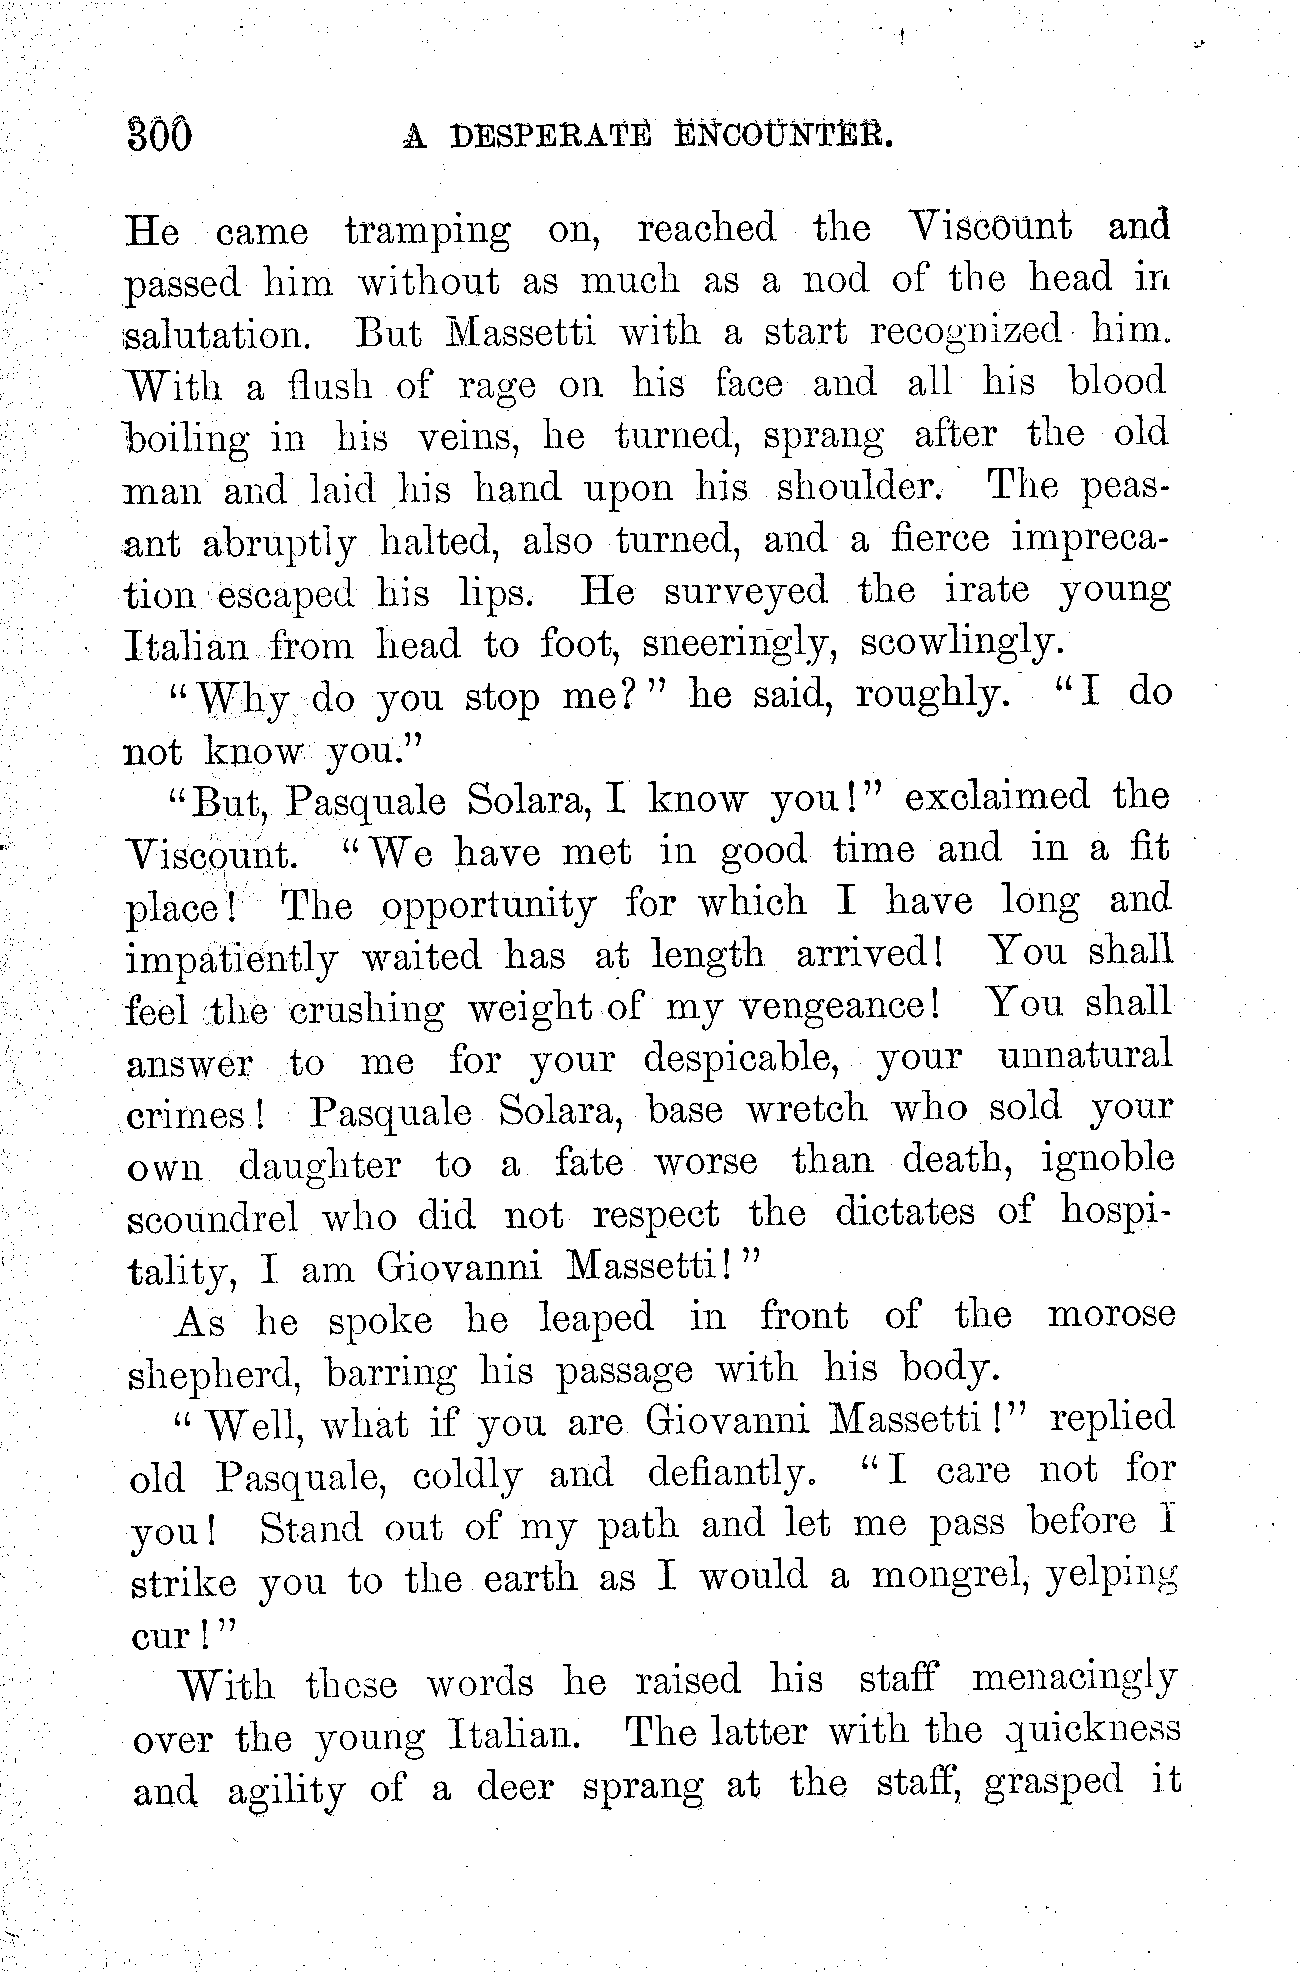 300 A DESPERATE ENCOUNTER.
He came tramping on, reached the Viscount and
passed him without as much as a nod of the head in
salutation. But Massetti with a start recognized him.
With a flush of rage on his face and all his blood
boiling in his veins, he turned, sprang after the old
man and laid his hand upon his shoulder. The peas-
ant abruptly halted, also turned, and a fierce impreca-
tion escaped his lips. He surveyed the irate young
Italian from head to foot, sneeringly, scowlingly.
"Why do you stop me?" he said, roughly. "I do
not know you."
"But, Pasquale Solara, I know you!" exclaimed the
Viscount. "We have met in good time and in a fit
place! The opportunity for which I have long and
impatiently waited has at length arrived! You shall
feel the crushing weight of my vengeance! You shall
answer to me for your despicable, your unnatural
crimes! Pasquale Solara, base wretch who sold your
own daughter to a fate worse than death, ignoble
scoundrel who did not respect the dictates of hospi-
tality, I am Giovanni Massetti!"
As he spoke he leaped in front of the morose
shepherd, barring his passage with his body.
"Well, what if you are Giovanni Massetti!" replied
old Pasquale, coldly and defiantly. "I care not for
you! Stand out of my path and let me pass before I
strike you to the earth as I would a mongrel, yelping
cur!"
With these words he raised his staff menacingly
over the young Italian. The latter with the quickness
and agility of a deer sprang at the staff, grasped it